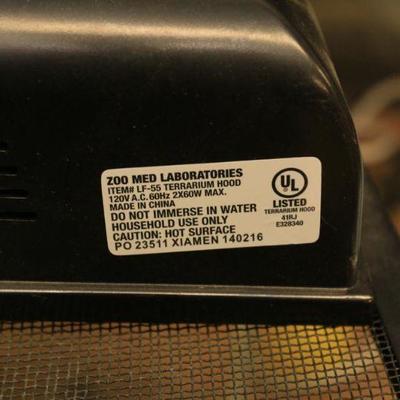 ZOO MED LABORATORIES
ITEM# LF-55 TERRARIUM HOOD
120V A.C. 60Hz 2X60W MAX.
MADE IN CHINA
DO NOT IMMERSE IN WATER
HOUSEHOLD USE ONLY
CAUTION: HOT SURFACE
PO 23511 XIAMEN 140216
UL
LISTED
TERRARIUM HOOD
41RJ
E328340